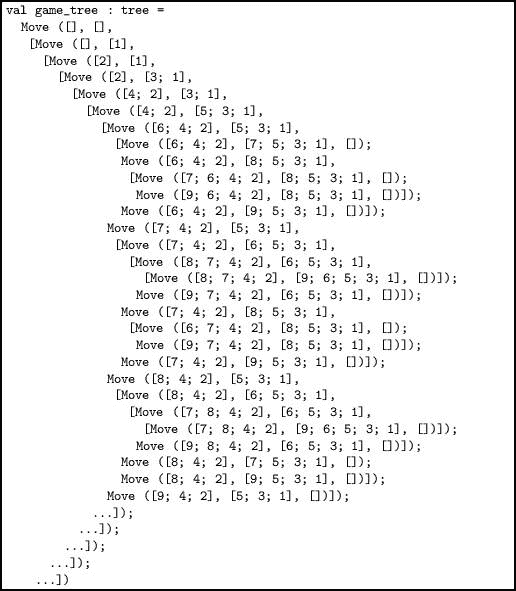 val game_tree : tree =
  Move ([], [],
   [Move ([], [1],
     [Move ([2], [1],
       [Move ([2], [3; 1],
         [Move ([4; 2], [3; 1],
           [Move ([4; 2], [5; 3; 1],
             [Move ([6; 4; 2], [5; 3; 1],
               [Move ([6; 4; 2], [7; 5; 3; 1], []);
                Move ([6; 4; 2], [8; 5; 3; 1],
                 [Move ([7; 6; 4; 2], [8; 5; 3; 1], []);
                  Move ([9; 6; 4; 2], [8; 5; 3; 1], [])]);
                Move ([6; 4; 2], [9; 5; 3; 1], [])]);
              Move ([7; 4; 2], [5; 3; 1],
               [Move ([7; 4; 2], [6; 5; 3; 1],
                 [Move ([8; 7; 4; 2], [6; 5; 3; 1],
                   [Move ([8; 7; 4; 2], [9; 6; 5; 3; 1], [])]);
                  Move ([9; 7; 4; 2], [6; 5; 3; 1], [])]);
                Move ([7; 4; 2], [8; 5; 3; 1],
                 [Move ([6; 7; 4; 2], [8; 5; 3; 1], []);
                  Move ([9; 7; 4; 2], [8; 5; 3; 1], [])]);
                Move ([7; 4; 2], [9; 5; 3; 1], [])]);
              Move ([8; 4; 2], [5; 3; 1],
               [Move ([8; 4; 2], [6; 5; 3; 1],
                 [Move ([7; 8; 4; 2], [6; 5; 3; 1],
                   [Move ([7; 8; 4; 2], [9; 6; 5; 3; 1], [])]);
                  Move ([9; 8; 4; 2], [6; 5; 3; 1], [])]);
                Move ([8; 4; 2], [7; 5; 3; 1], []);
                Move ([8; 4; 2], [9; 5; 3; 1], [])]);
              Move ([9; 4; 2], [5; 3; 1], [])]);
            ...]);
          ...]);
        ...]);
      ...]);
    ...])